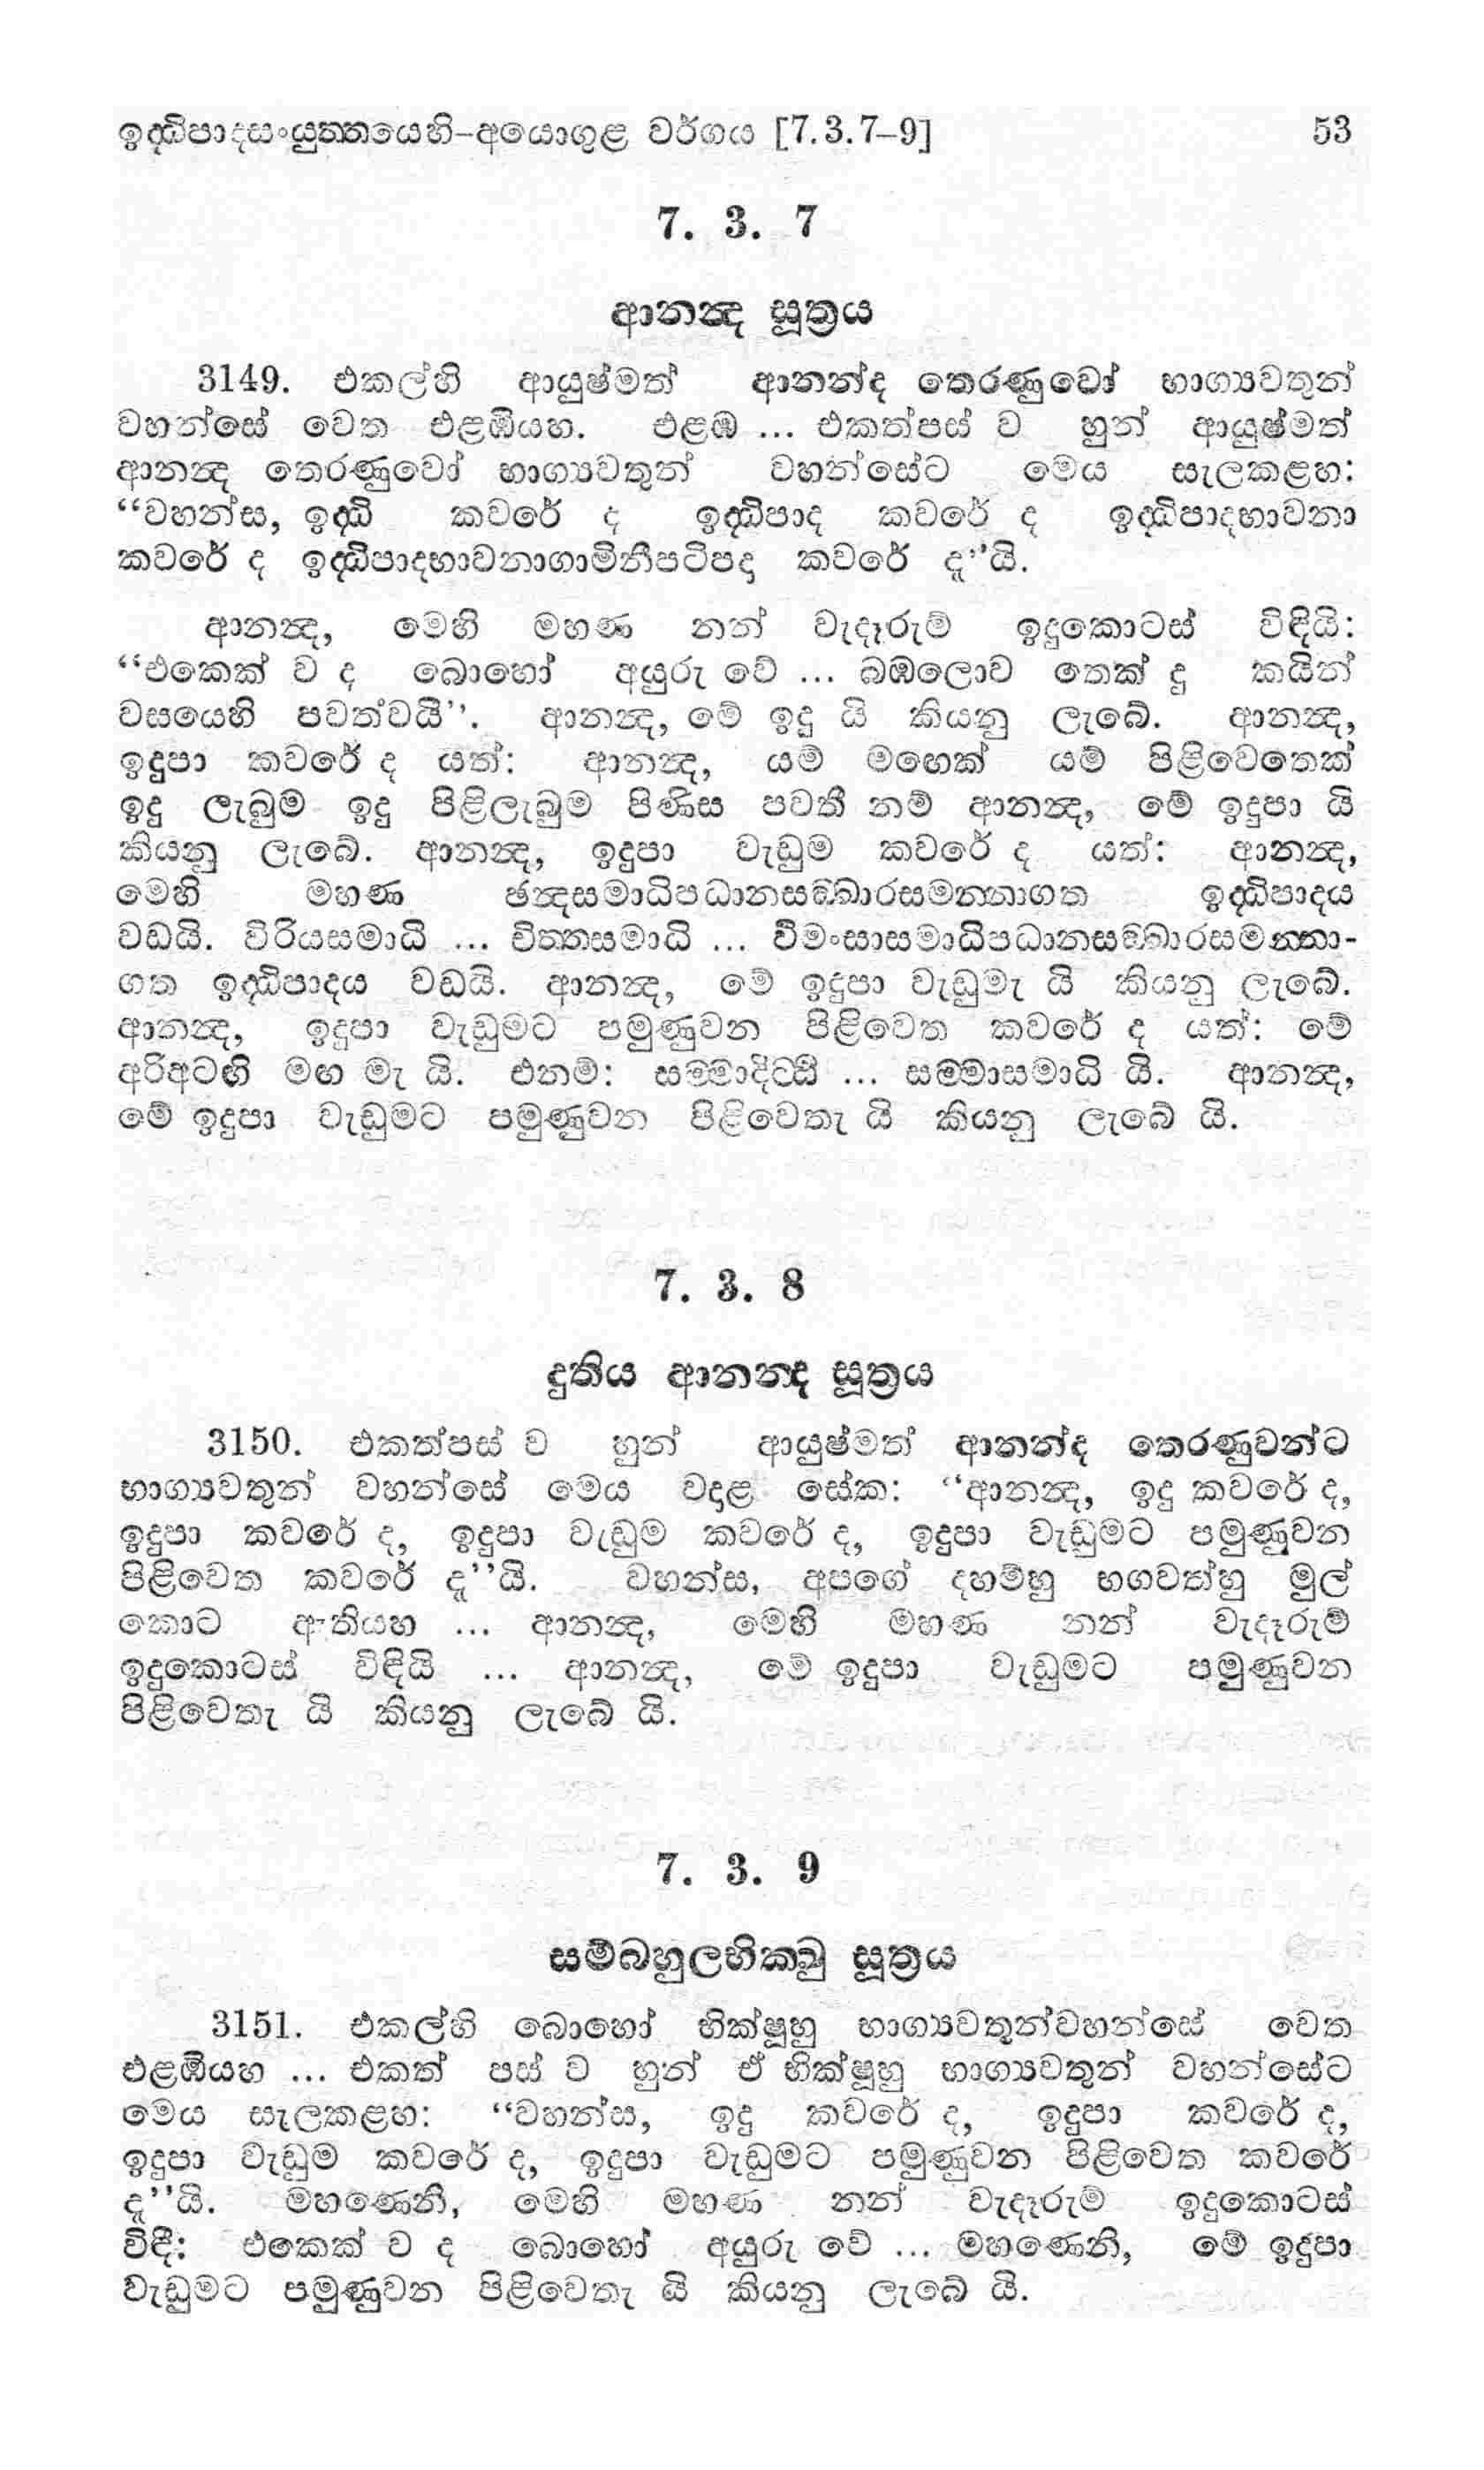 ඉද්ධිපාදසංයුත්තයෙහි-අයොගුළ වර්ගය [7.3.7–9] 53
7. 3. 7
ආනන්‍ද සූත්‍රය
3149. එකල්හි ආයුෂ්මත් ආනන්ද තෙරණුවෝ භාග්‍යවතුන්
වහන්සේ වෙත එළඹියහ. එළඹ ... එකත්පස් ව හුන් ආයුෂ්මත්
ආනන්‍ද තෙරණුවෝ භාග්‍යවතුන් වහන්සේට මෙය සැලකළහ:
“වහන්ස, ඉද්ධි කවරේ ද ඉද්ධිපාද කවරේ ද ඉද්ධිපාදභාවනා
කවරේ ද ඉද්ධිපාදභාවනාගාමිනීපටිපදා කවරේ දැ”යි.
ආනන්‍ද, මෙහි මහණ නන් වැදෑරුම් ඉදුකොටස් විඳියි:
“එකෙක් ව ද බොහෝ අයුරු වේ ... බඹලොව තෙක් දු කයින්
වසයෙහි පවත්වයි”. ආනන්‍ද, මේ ඉදු යි කියනු ලැබේ. ආනන්‍ද,
ඉදුපා කවරේ ද යත්: ආනන්‍ද, යම් මඟෙක් යම් පිළිවෙතෙක්
ඉදු ලැබුම ඉදු පිළිලැබුම පිණිස පවතී නම් ආනන්‍ද, මේ ඉදුපා යි
කියනු ලැබේ. ආනන්‍ද, ඉදුපා වැඩුම කවරේ ද යත්: ආනන්‍ද,
මෙහි මහණ ඡන්‍දසමාධිපධානසඞ්ඛාරසමන්නාගත ඉද්ධිපාදය
වඩයි. විරියසමාධි ... චිත්තසමාධි ... වීමංසාසමාධිපධානසඞ්ඛාරසමන්නා-
ගත ඉද්ධිපාදය වඩයි. ආනන්‍ද, මේ ඉදුපා වැඩුමැ යි කියනු ලැබේ.
ආනන්‍ද, ඉදුපා වැඩුමට පමුණුවන පිළිවෙත කවරේ ද යත්: මේ
අරිඅටඟි මඟ මැ යි. එනම්: සම්මාදිට්ඨි ... සම්මාසමාධි යි. ආනන්‍ද,
මේ ඉදුපා වැඩුමට පමුණුවන පිළිවෙතැ යි කියනු ලැබේ යි.
7. 3. 8
දුතිය ආනන්‍ද සූත්‍රය
3150. එකත්පස් ව හුන් ආයුෂ්මත් ආනන්ද තෙරණුවන්ට
භාග්‍යවතුන් වහන්සේ මෙය වදාළ සේක: “ආනන්‍ද, ඉදු කවරේ ද,
ඉදුපා කවරේ ද, ඉදුපා වැඩුම කවරේ ද, ඉදුපා වැඩුමට පමුණුවන
පිළිවෙත කවරේ දැ”යි. වහන්ස, අපගේ දහම්හු භගවත්හු මුල්
කොට ඇතියහ ... ආනන්‍ද, මෙහි මහණ නන් වැදෑරුම්
ඉදුකොටස් විඳියි ... ආනන්‍ද, මේ ඉදුපා වැඩුමට පමුණුවන
පිළිවෙතැ යි කියනු ලැබේ යි.
7. 3. 9
සම්බහුලභික්ඛු සූත්‍රය
3151. එකල්හි බොහෝ භික්ෂූහු භාග්‍යවතුන්වහන්සේ වෙත
එළඹියහ ... එකත් පස් ව හුන් ඒ භික්ෂූහු භාග්‍යවතුන් වහන්සේට
මෙය සැලකළහ: “වහන්ස, ඉදු කවරේ ද, ඉදුපා කවරේ ද,
ඉදුපා වැඩුම කවරේ ද, ඉදුපා වැඩුමට පමුණුවන පිළිවෙත කවරේ
දැ”යි. මහණෙනි, මෙහි මහණ නන් වැදෑරුම් ඉදුකොටස්
විඳී: එකෙක් ව ද බොහෝ අයුරු වේ ... මහණෙනි, මේ ඉදුපා
වැඩුමට පමුණුවන පිළිවෙතැ යි කියනු ලැබේ යි.